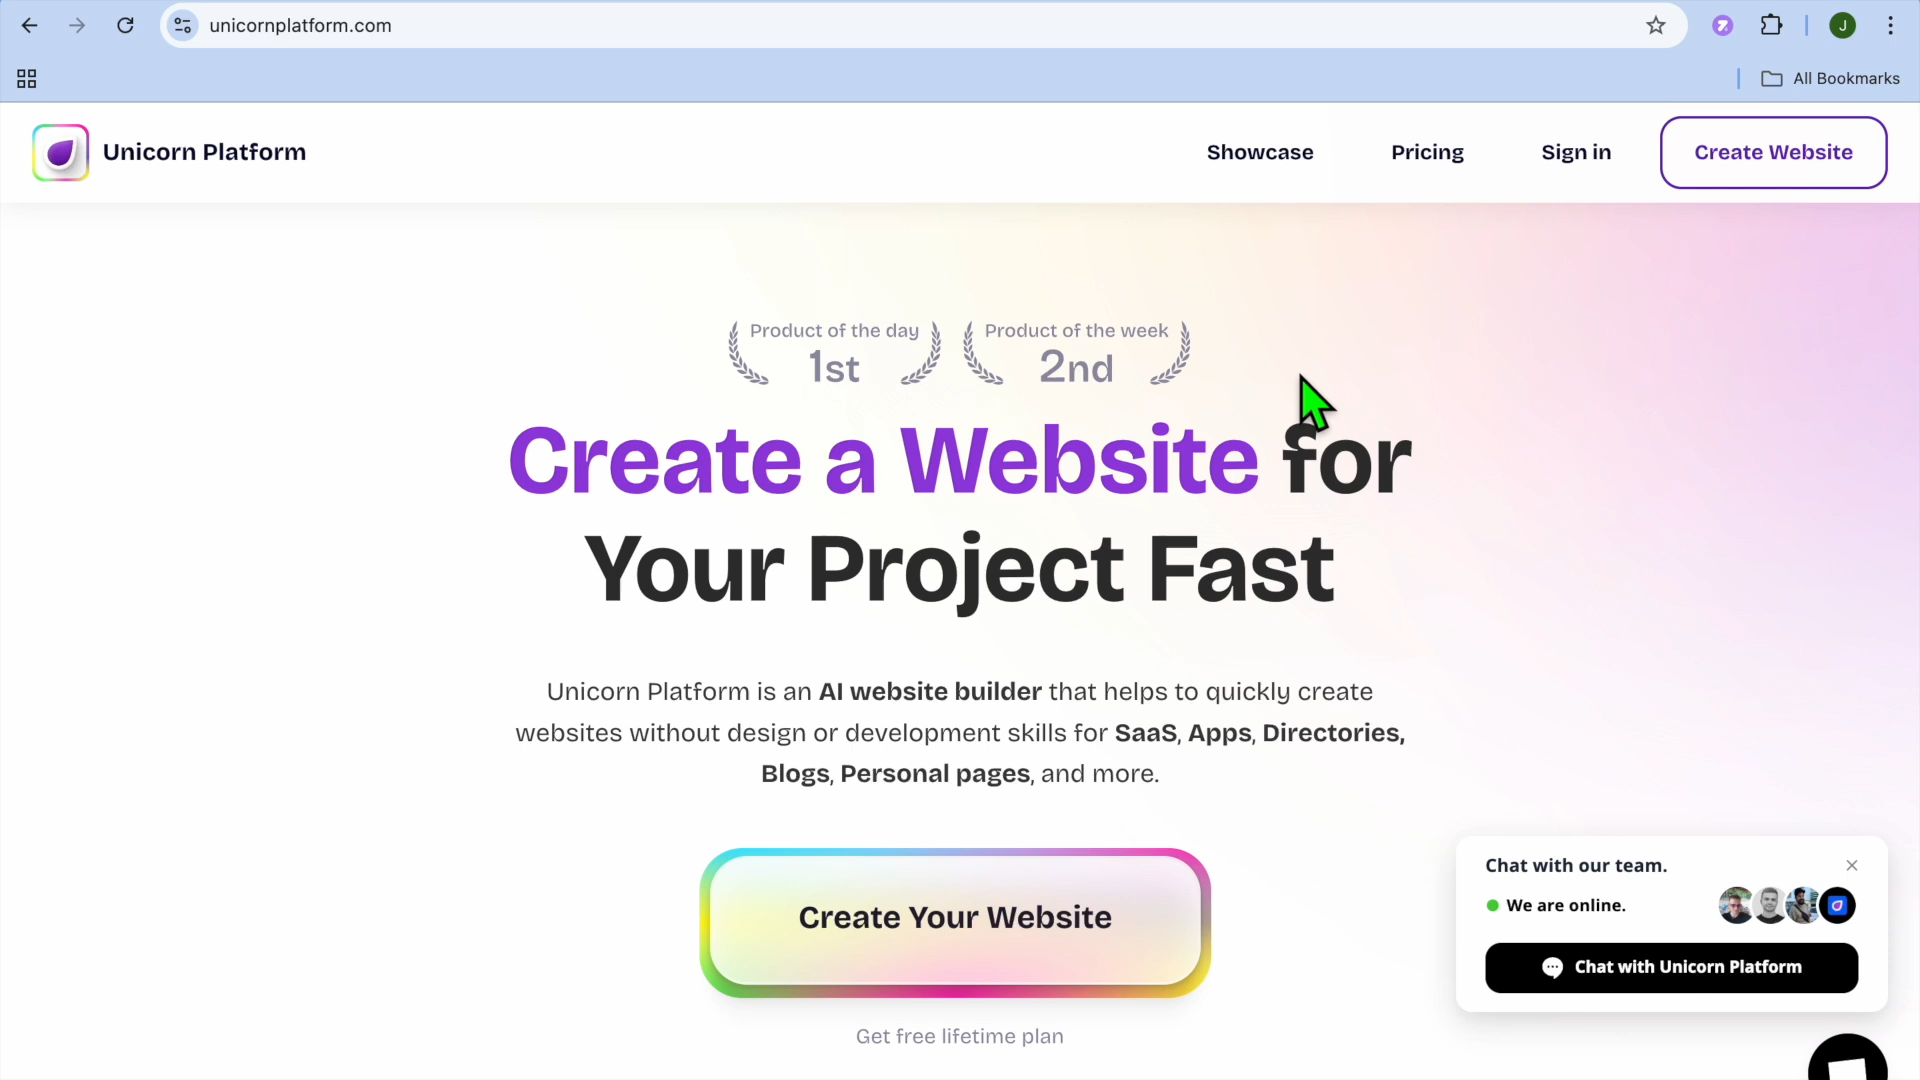 unicornplatform.com
J
All Bookmarks
Unicorn Platform
Showcase
Pricing
Sign in
Create Website
Product of the day
1st
Product of the week
2nd
Create a Website for
Your Project Fast
Unicorn Platform is an AI website builder that helps to quickly create
websites without design or development skills for SaaS, Apps, Directories,
Blogs, Personal pages, and more.
Create Your Website
Get free lifetime plan
Chat with our team.
We are online.
Chat with Unicorn Platform